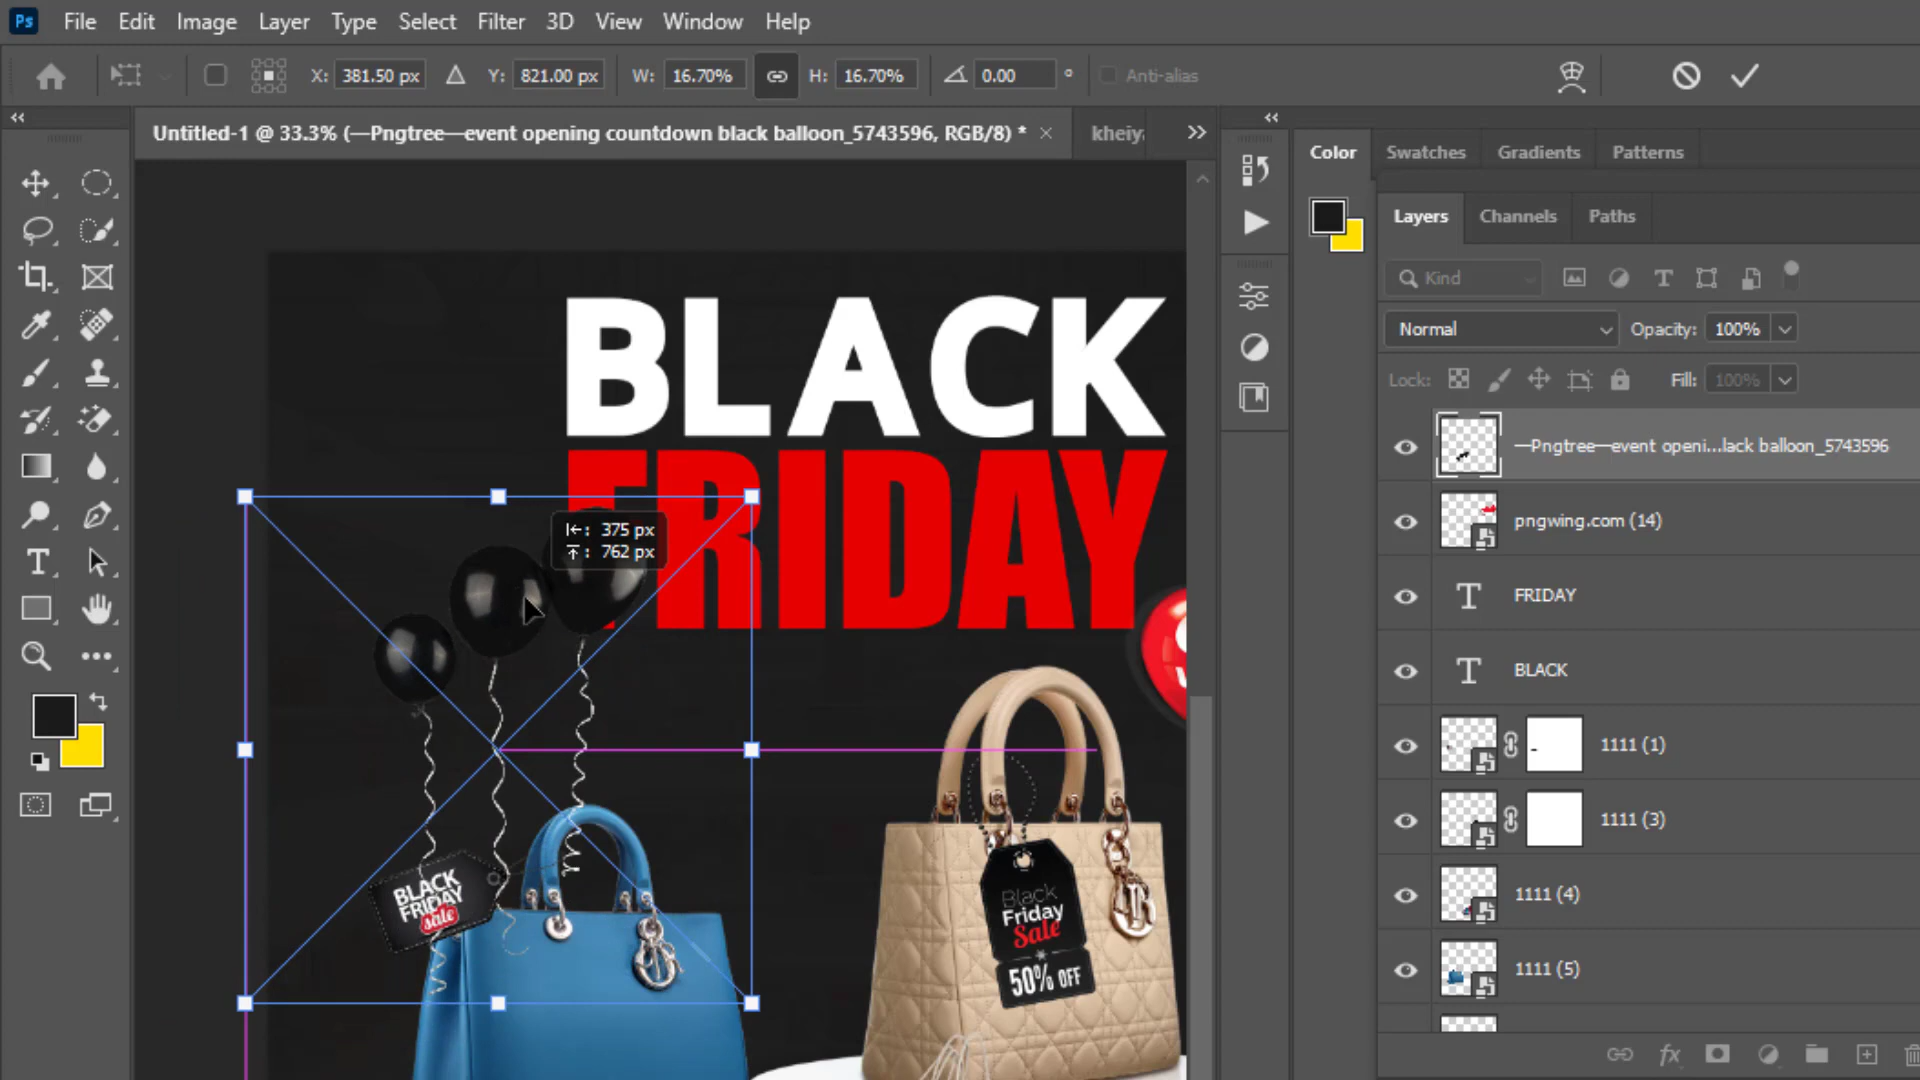 Ps File Edit Image Layer Type Select Filter 3D View Window Help
X: 381.50 px Y: 821.00 px W: 16.70% H: 16.70% 0.00 ° Anti-alias
Untitled-1 @ 33.3% (—Pngtree—event opening countdown black balloon_5743596, RGB/8) * × kheiy
Color Swatches Gradients Patterns
Layers Channels Paths
Kind
Normal Opacity: 100%
Lock: Fill: 100%
—Pngtree—event openi...lack balloon_5743596
pngwing.com (14)
FRIDAY
BLACK
1111 (1)
1111 (3)
1111 (4)
1111 (5)
BLACK
FRIDAY
375 px
762 px
BLACK
FRIDAY
sale
Black
Friday
Sale
50% OFF